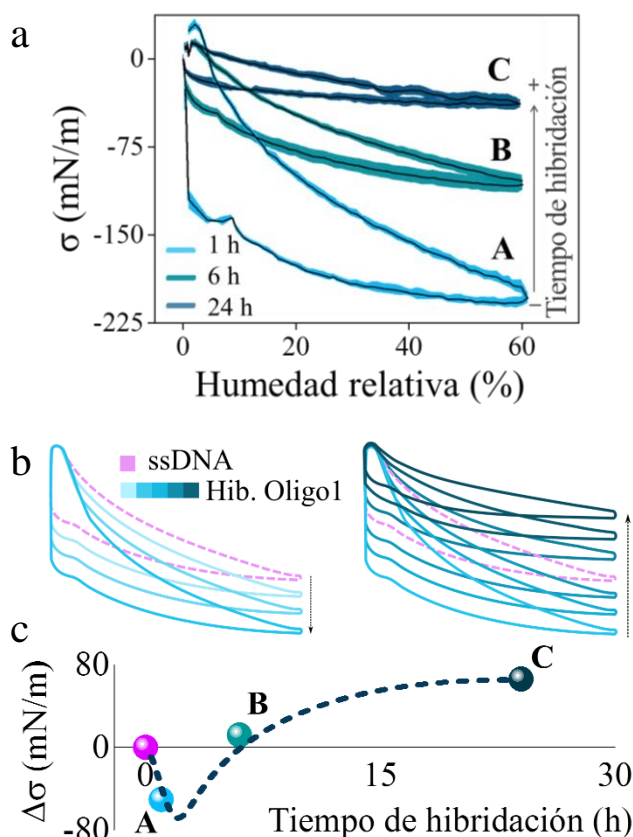 a
σ (mN/m)
0
-75
-150
-225
C
B
A
+
−
Tiempo de hibridación
1 h
6 h
24 h
0
20
40
60
Humedad relativa (%)
b
ssDNA
Hib. Oligo1
c
Δσ (mN/m)
80
0
-80
A
B
C
0
15
30
Tiempo de hibridación (h)